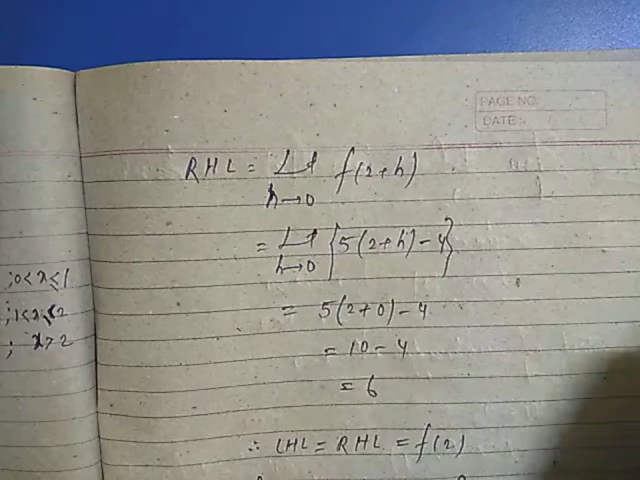 PAGE NO.
DATE:
RHL = Lt f(2+h)
h→0
= Lt {5(2+h)-4}
h→0
= 5(2+0)-4
= 10-4
= 6
∴ LHL = RHL = f(2)
; 0<x≤1
; 1<x≤2
; x>2